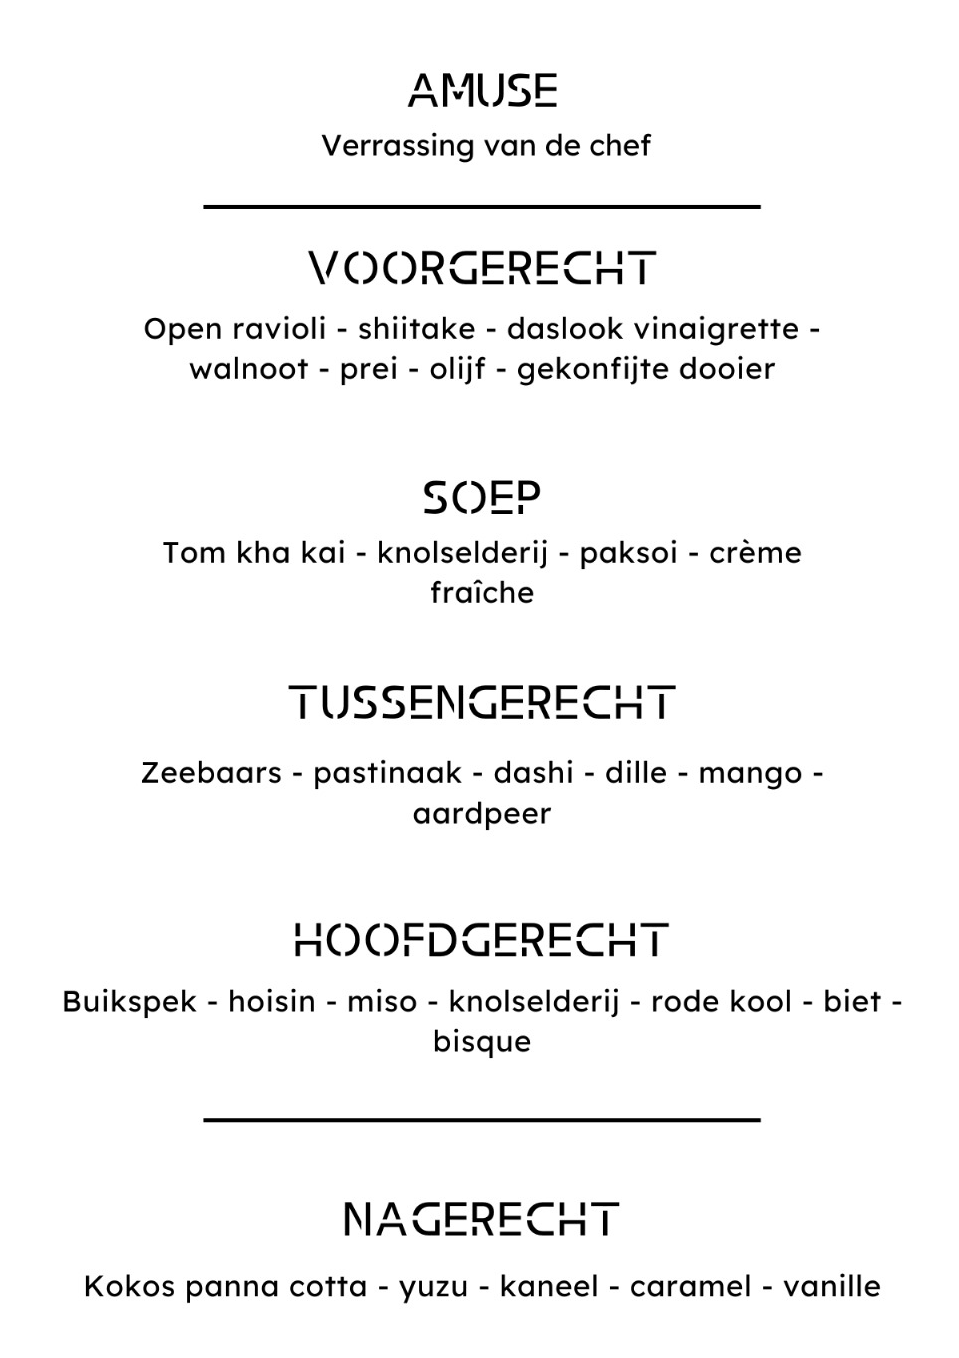 AMUSE
Verrassing van de chef
VOORGERECHT
Open ravioli - shiitake - daslook vinaigrette -
walnoot - prei - olijf - gekonfijte dooier
SOEP
Tom kha kai - knolselderij - paksoi - crème
fraîche
TUSSENGERECHT
Zeebaars - pastinaak - dashi - dille - mango -
aardpeer
HOOFDGERECHT
Buikspek - hoisin - miso - knolselderij - rode kool - biet -
bisque
NAGERECHT
Kokos panna cotta - yuzu - kaneel - caramel - vanille